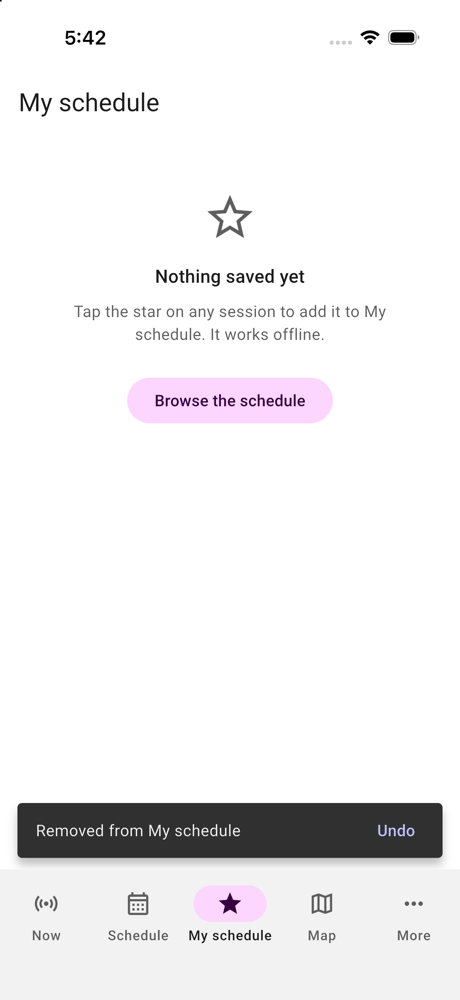 5:42
My schedule
Nothing saved yet
Tap the star on any session to add it to My
schedule. It works offline.
Browse the schedule
Removed from My schedule
Undo
Now
Schedule
My schedule
Map
More